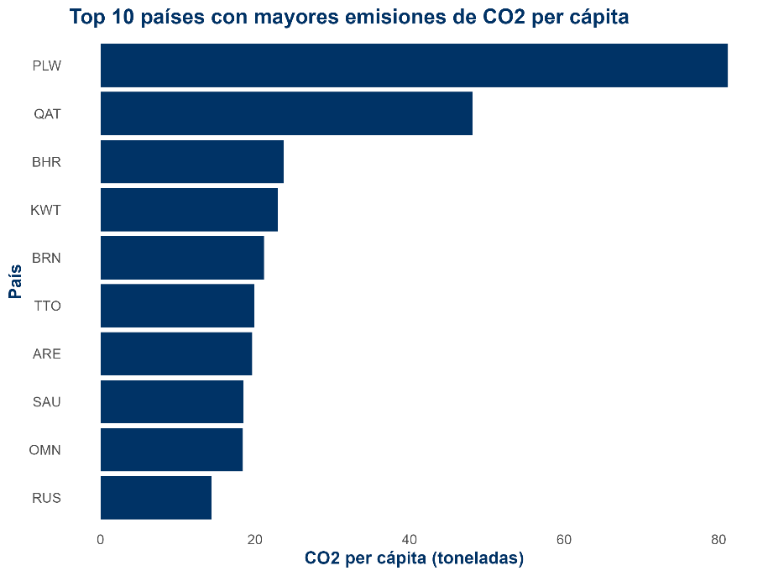 Top 10 países con mayores emisiones de CO2 per cápita
País
PLW
QAT
BHR
KWT
BRN
TTO
ARE
SAU
OMN
RUS
0 20 40 60 80
CO2 per cápita (toneladas)